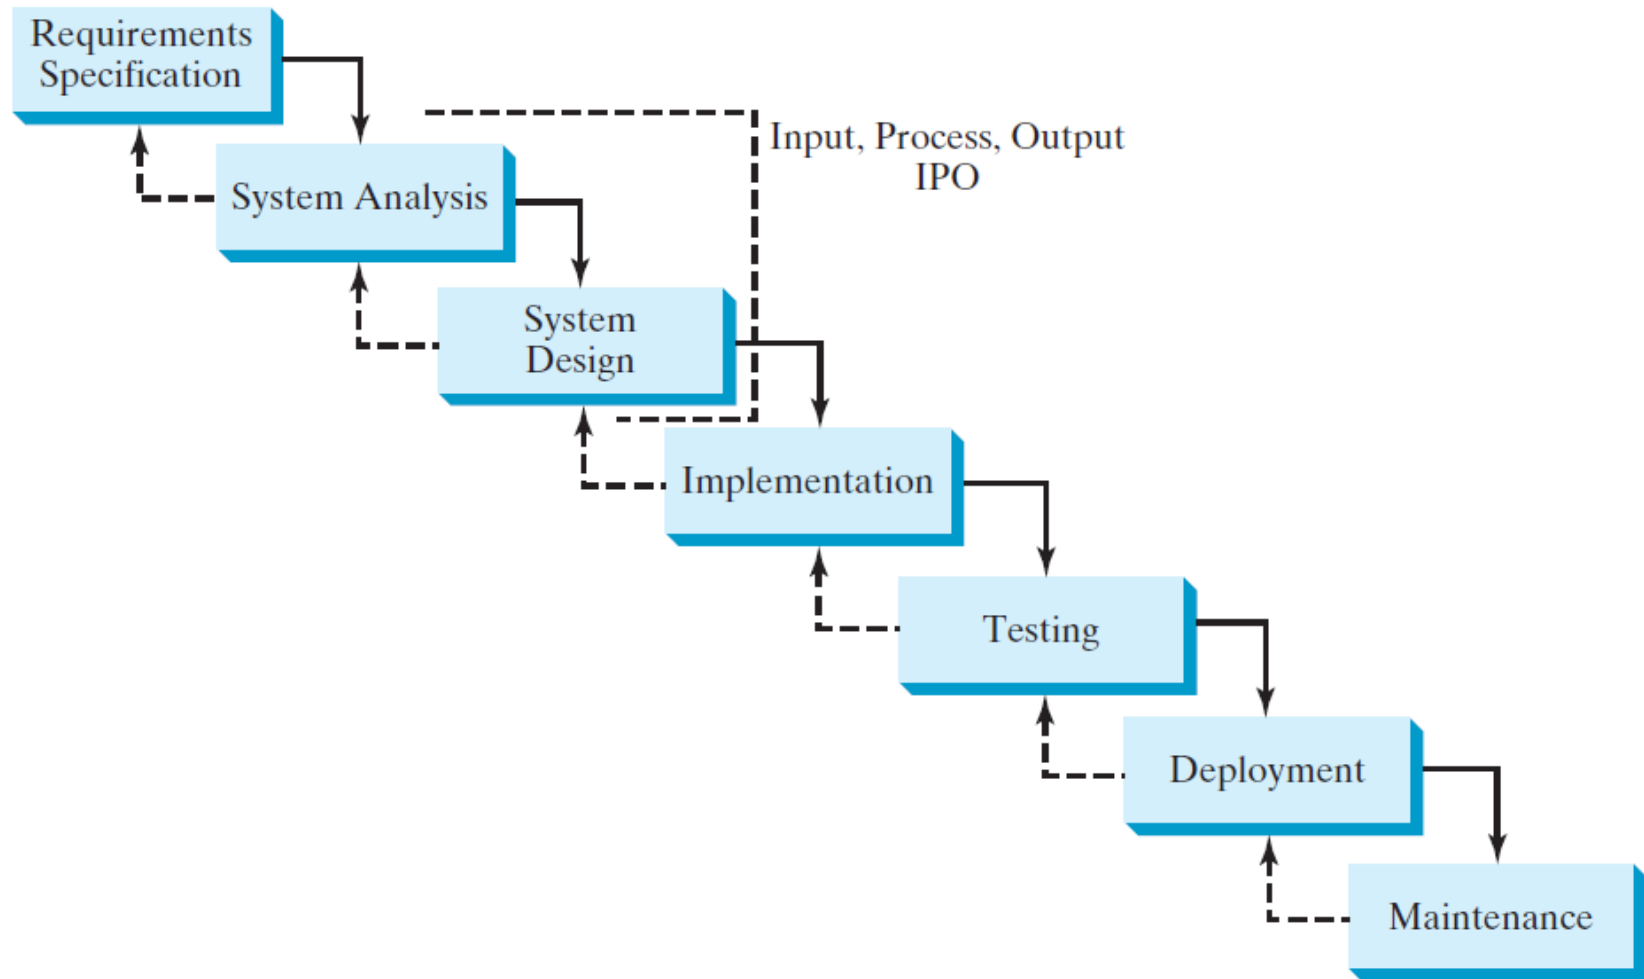 Requirements
Specification
Input, Process, Output
IPO
System Analysis
System
Design
Implementation
Testing
Deployment
Maintenance